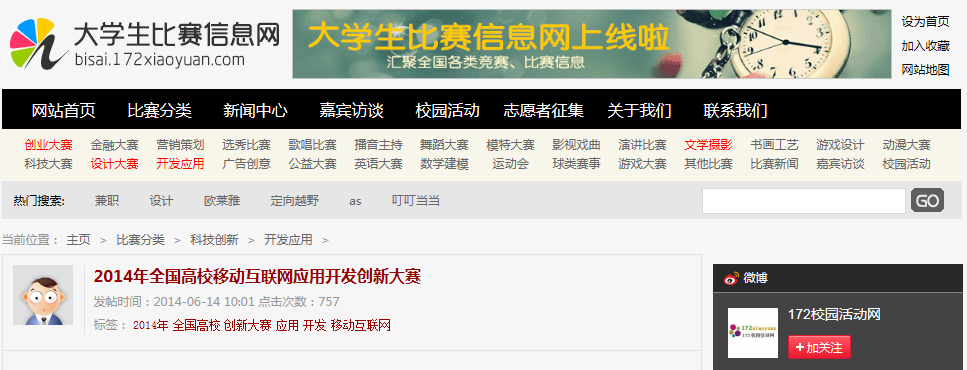 大学生比赛信息网
bisai.172xiaoyuan.com
大学生比赛信息网上线啦
汇聚全国各类竞赛、比赛信息
设为首页
加入收藏
网站地图
网站首页 比赛分类 新闻中心 嘉宾访谈 校园活动 志愿者征集 关于我们 联系我们
创业大赛 金融大赛 营销策划 选秀比赛 歌唱比赛 播音主持 舞蹈大赛 模特大赛 影视戏曲 演讲比赛 文学摄影 书画工艺 游戏设计 动漫大赛
科技大赛 设计大赛 开发应用 广告创意 公益大赛 英语大赛 数学建模 运动会 球类赛事 游戏大赛 其他比赛 比赛新闻 嘉宾访谈 校园活动
热门搜索: 兼职 设计 欧莱雅 定向越野 as 叮叮当当 GO
当前位置： 主页 > 比赛分类 > 科技创新 > 开发应用 >
2014年全国高校移动互联网应用开发创新大赛
发帖时间：2014-06-14 10:01 点击次数：757
标签： 2014年 全国高校 创新大赛 应用 开发 移动互联网
微博
172校园活动网
172xiaoyuan
172校园信息网
+加关注